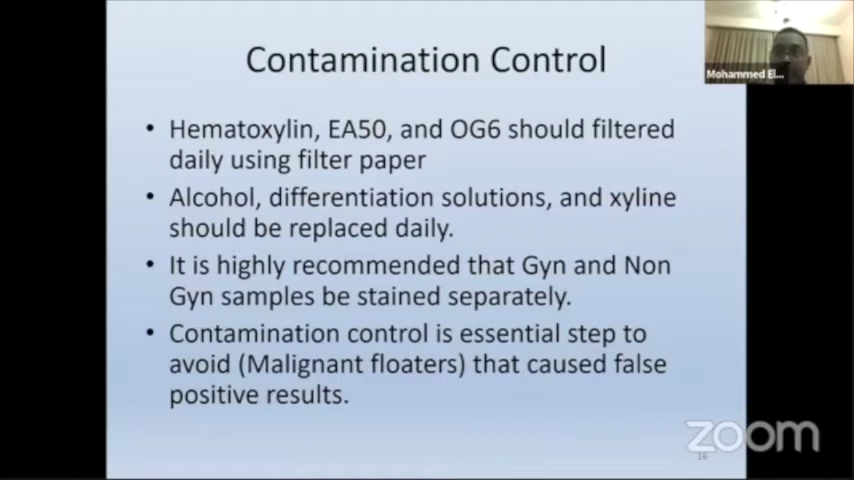 Contamination Control
Mohammed El...
• Hematoxylin, EA50, and OG6 should filtered
daily using filter paper
• Alcohol, differentiation solutions, and xyline
should be replaced daily.
• It is highly recommended that Gyn and Non
Gyn samples be stained separately.
• Contamination control is essential step to
avoid (Malignant floaters) that caused false
positive results.
zoom
16